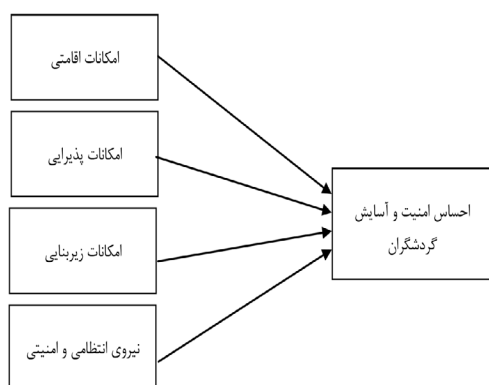 امکانات اقامتی
امکانات پذیرایی
امکانات زیربنایی
نیروی انتظامی و امنیتی
احساس امنیت و آسایش
گردشگران